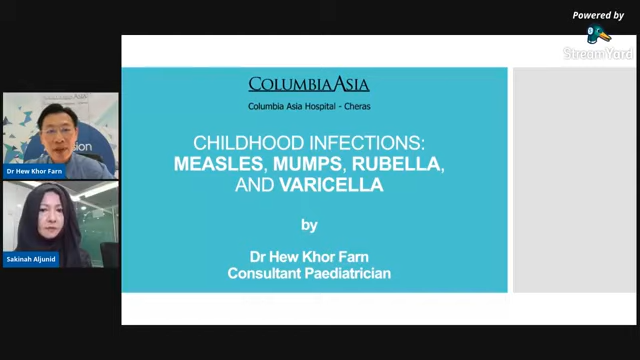 Powered by
StreamYard
COLUMBIA ASIA
Columbia Asia Hospital - Cheras
CHILDHOOD INFECTIONS:
MEASLES, MUMPS, RUBELLA,
AND VARICELLA
by
Dr Hew Khor Farn
Consultant Paediatrician
Dr Hew Khor Farn
Sakinah Aljunid